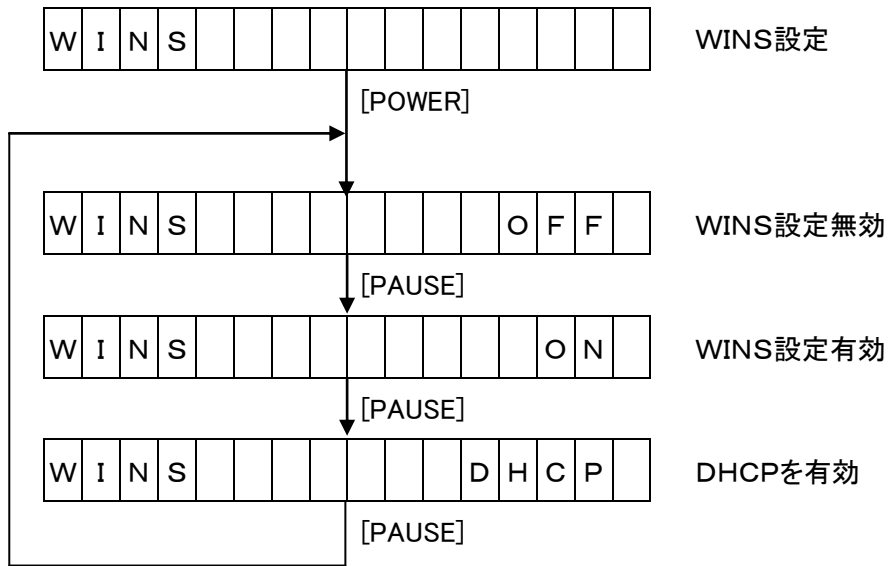 WINS WINS設定
[POWER]
WINS OFF WINS設定無効
[PAUSE]
WINS ON WINS設定有効
[PAUSE]
WINS DHCP DHCPを有効
[PAUSE]